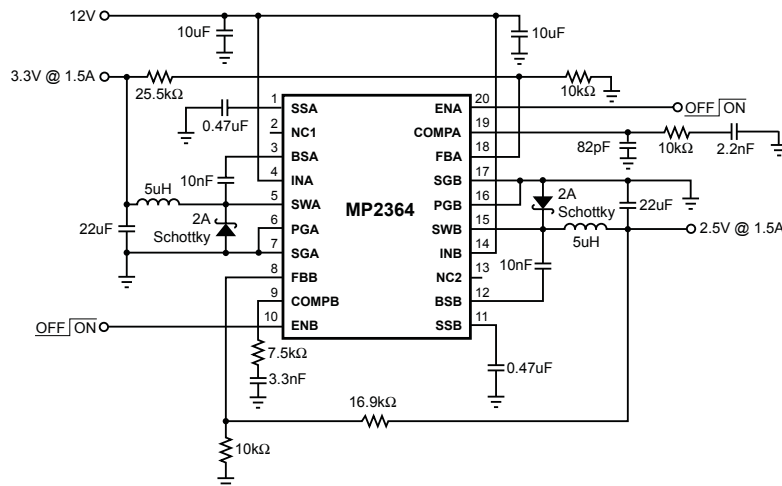 12V
10uF
10uF
3.3V @ 1.5A
25.5kΩ
10kΩ
1
SSA
ENA
20
OFF ON
0.47uF
2
NC1
COMPA
19
3
BSA
FBA
18
82pF
10kΩ
2.2nF
10nF
4
INA
SGB
17
5uH
5
SWA
MP2364
PGB
16
2A
Schottky
22uF
22uF
2A
Schottky
6
PGA
SWB
15
2.5V @ 1.5A
5uH
7
SGA
INB
14
8
FBB
NC2
13
10nF
9
COMPB
BSB
12
OFF ON
10
ENB
SSB
11
7.5kΩ
3.3nF
0.47uF
16.9kΩ
10kΩ